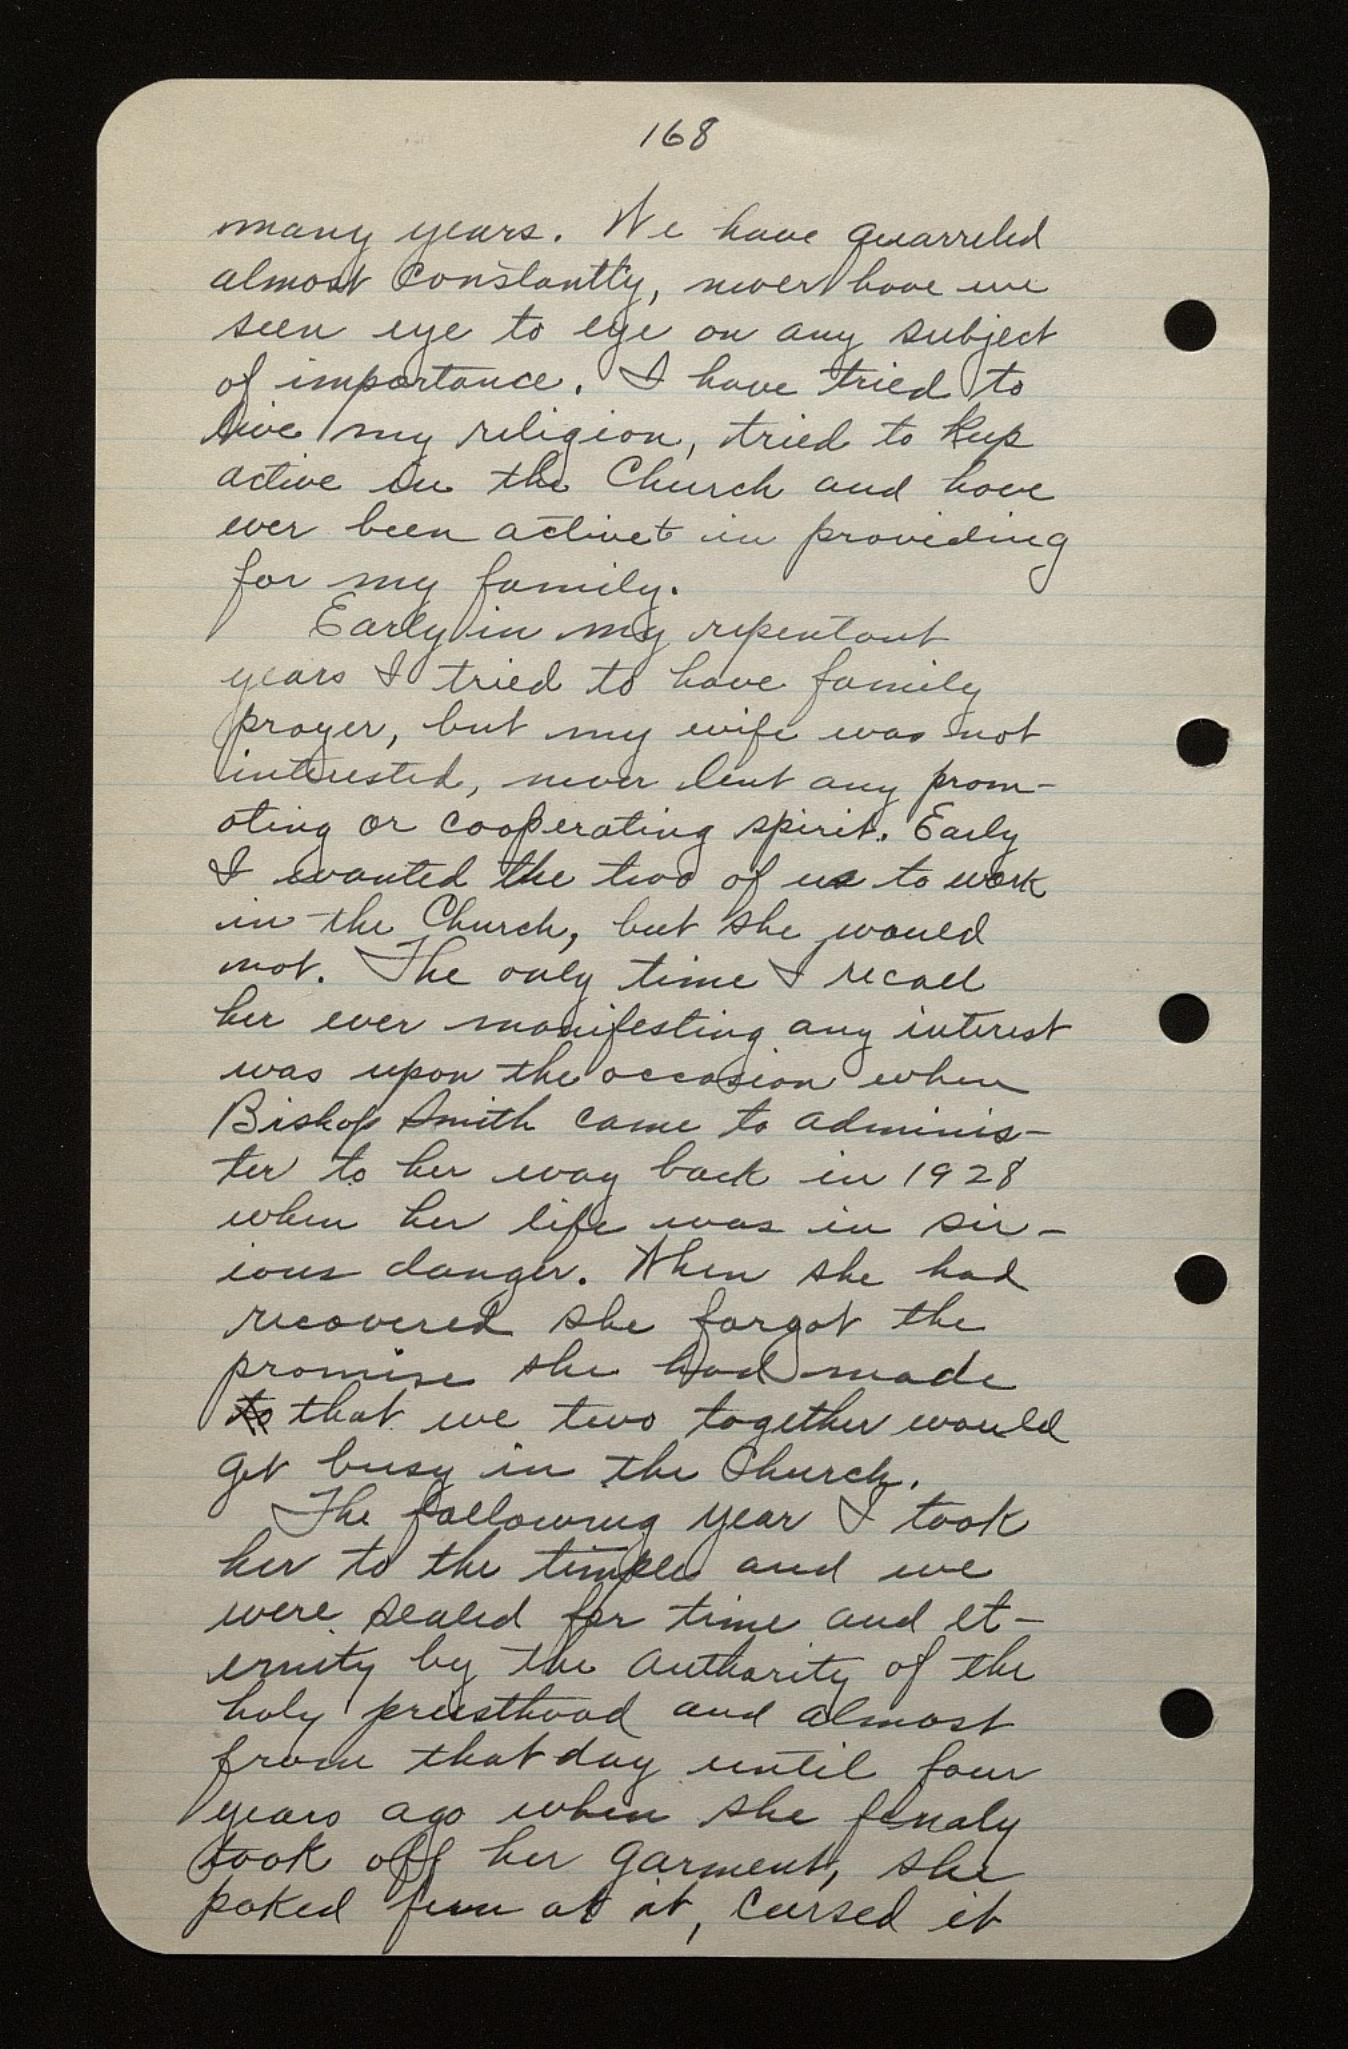 168
many years. We have quarreled
almost constantly, never have we
seen eye to eye on any subject
of importance. I have tried to
live my religion, tried to keep
active in the Church and have
ever been active in providing
for my family.
Early in my repentant
years I tried to have family
prayer, but my wife was not
interested, never lent any prom-
oting or cooperating spirit. Early
I wanted the two of us to work
in the Church, but she would
not. The only time I recall
her ever manifesting any interest
was upon the occasion when
Bishop Smith came to adminis-
ter to her way back in 1928
when her life was in ser-
ious danger. When she had
recovered she forgot the
promise she had made
that we two together would
get busy in the Church.
The following year I took
her to the temple and we
were sealed for time and et-
ernity by the authority of the
holy priesthood and almost
from that day until four
years ago when she finaly
took off her garment, she
poked fun at it, cursed it